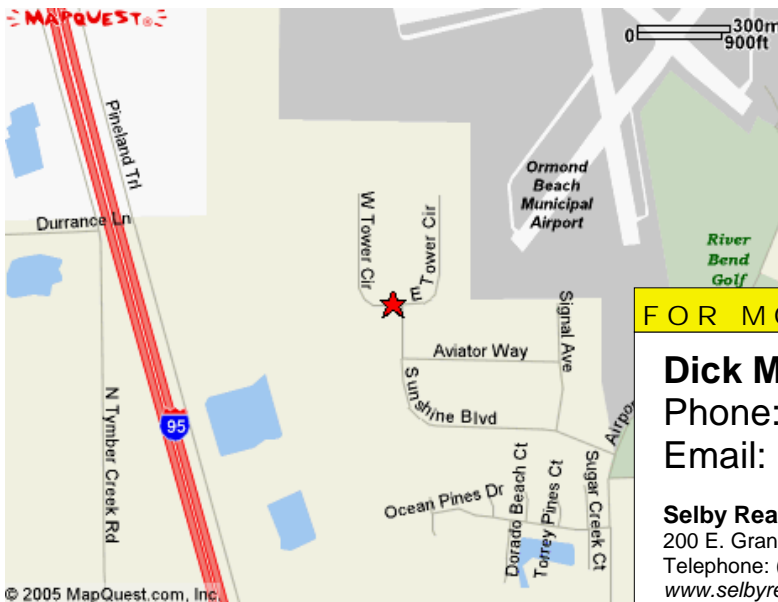 MAPQUEST®
0 300m
900ft
Pineland Trl
Ormond
Beach
Municipal
Airport
Durrance Ln
W Tower Cir
E Tower Cir
River
Bend
Golf
Signal Ave
FOR MO
Aviator Way
Dick M
Phone:
Sunshine Blvd
Airpo
95
Email:
N Tymber Creek Rd
Ocean Pines Dr
Dorado Beach Ct
Torrey Pines Ct
Sugar Creek Ct
Selby Rea
200 E. Gran
Telephone: (
www.selbyre
© 2005 MapQuest.com, Inc